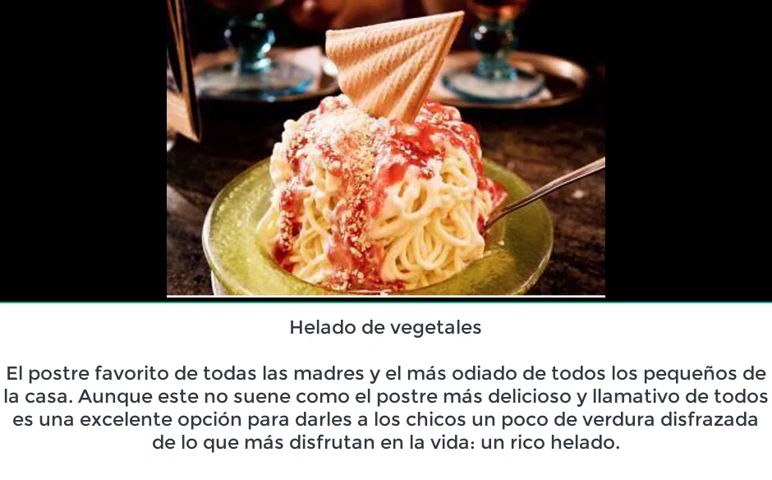 Helado de vegetales
El postre favorito de todas las madres y el más odiado de todos los pequeños de
la casa. Aunque este no suene como el postre más delicioso y llamativo de todos
es una excelente opción para darles a los chicos un poco de verdura disfrazada
de lo que más disfrutan en la vida: un rico helado.